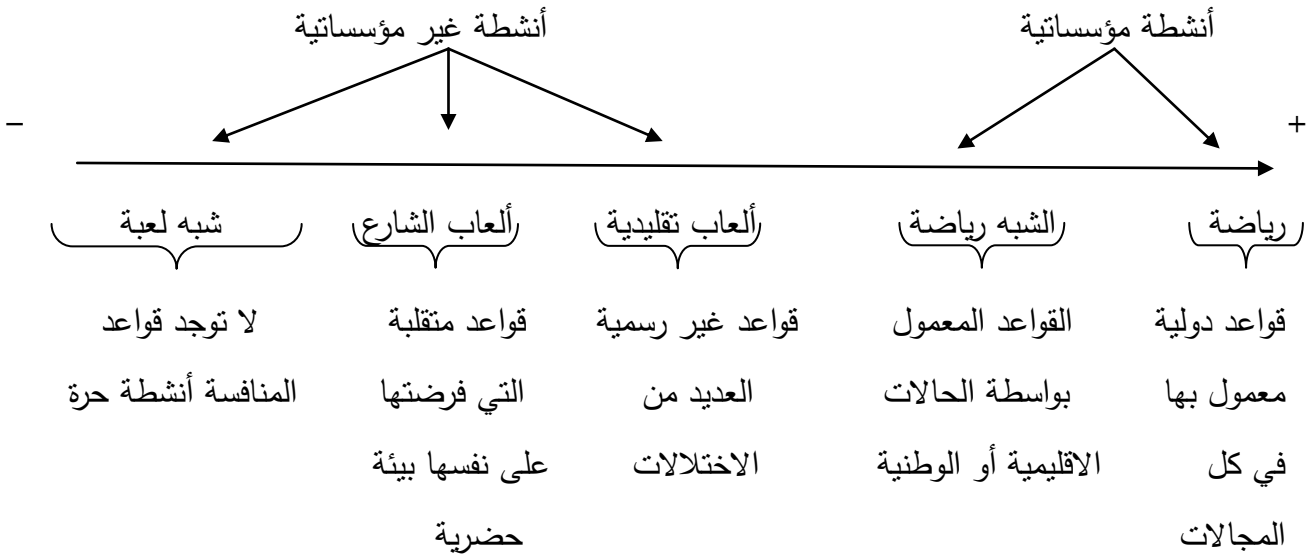 أنشطة مؤسساتية
أنشطة غير مؤسساتية
+
–
رياضة
الشبه رياضة
ألعاب تقليدية
ألعاب الشارع
شبه لعبة
قواعد دولية
معمول بها
في كل
المجالات
القواعد المعمول
بواسطة الحالات
الاقليمية أو الوطنية
قواعد غير رسمية
العديد من
الاختلالات
قواعد متقلبة
التي فرضتها
على نفسها بيئة
حضرية
لا توجد قواعد
المنافسة أنشطة حرة